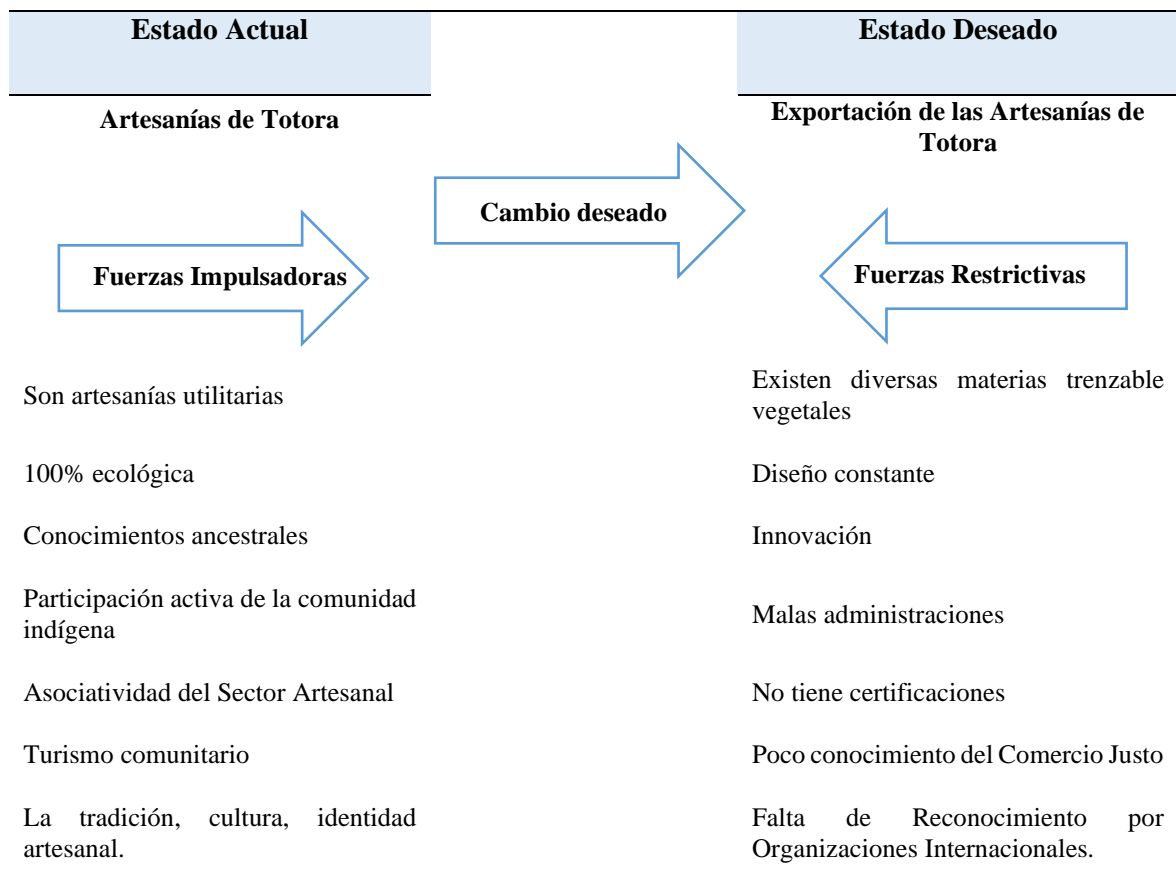 Estado Actual
Estado Deseado
Artesanías de Totora
Exportación de las Artesanías de
Totora
Cambio deseado
Fuerzas Impulsadoras
Fuerzas Restrictivas
Son artesanías utilitarias
Existen diversas materias trenzable
vegetales
100% ecológica
Diseño constante
Conocimientos ancestrales
Innovación
Participación activa de la comunidad
indígena
Malas administraciones
Asociatividad del Sector Artesanal
No tiene certificaciones
Turismo comunitario
Poco conocimiento del Comercio Justo
La tradición, cultura, identidad
artesanal.
Falta de Reconocimiento por
Organizaciones Internacionales.